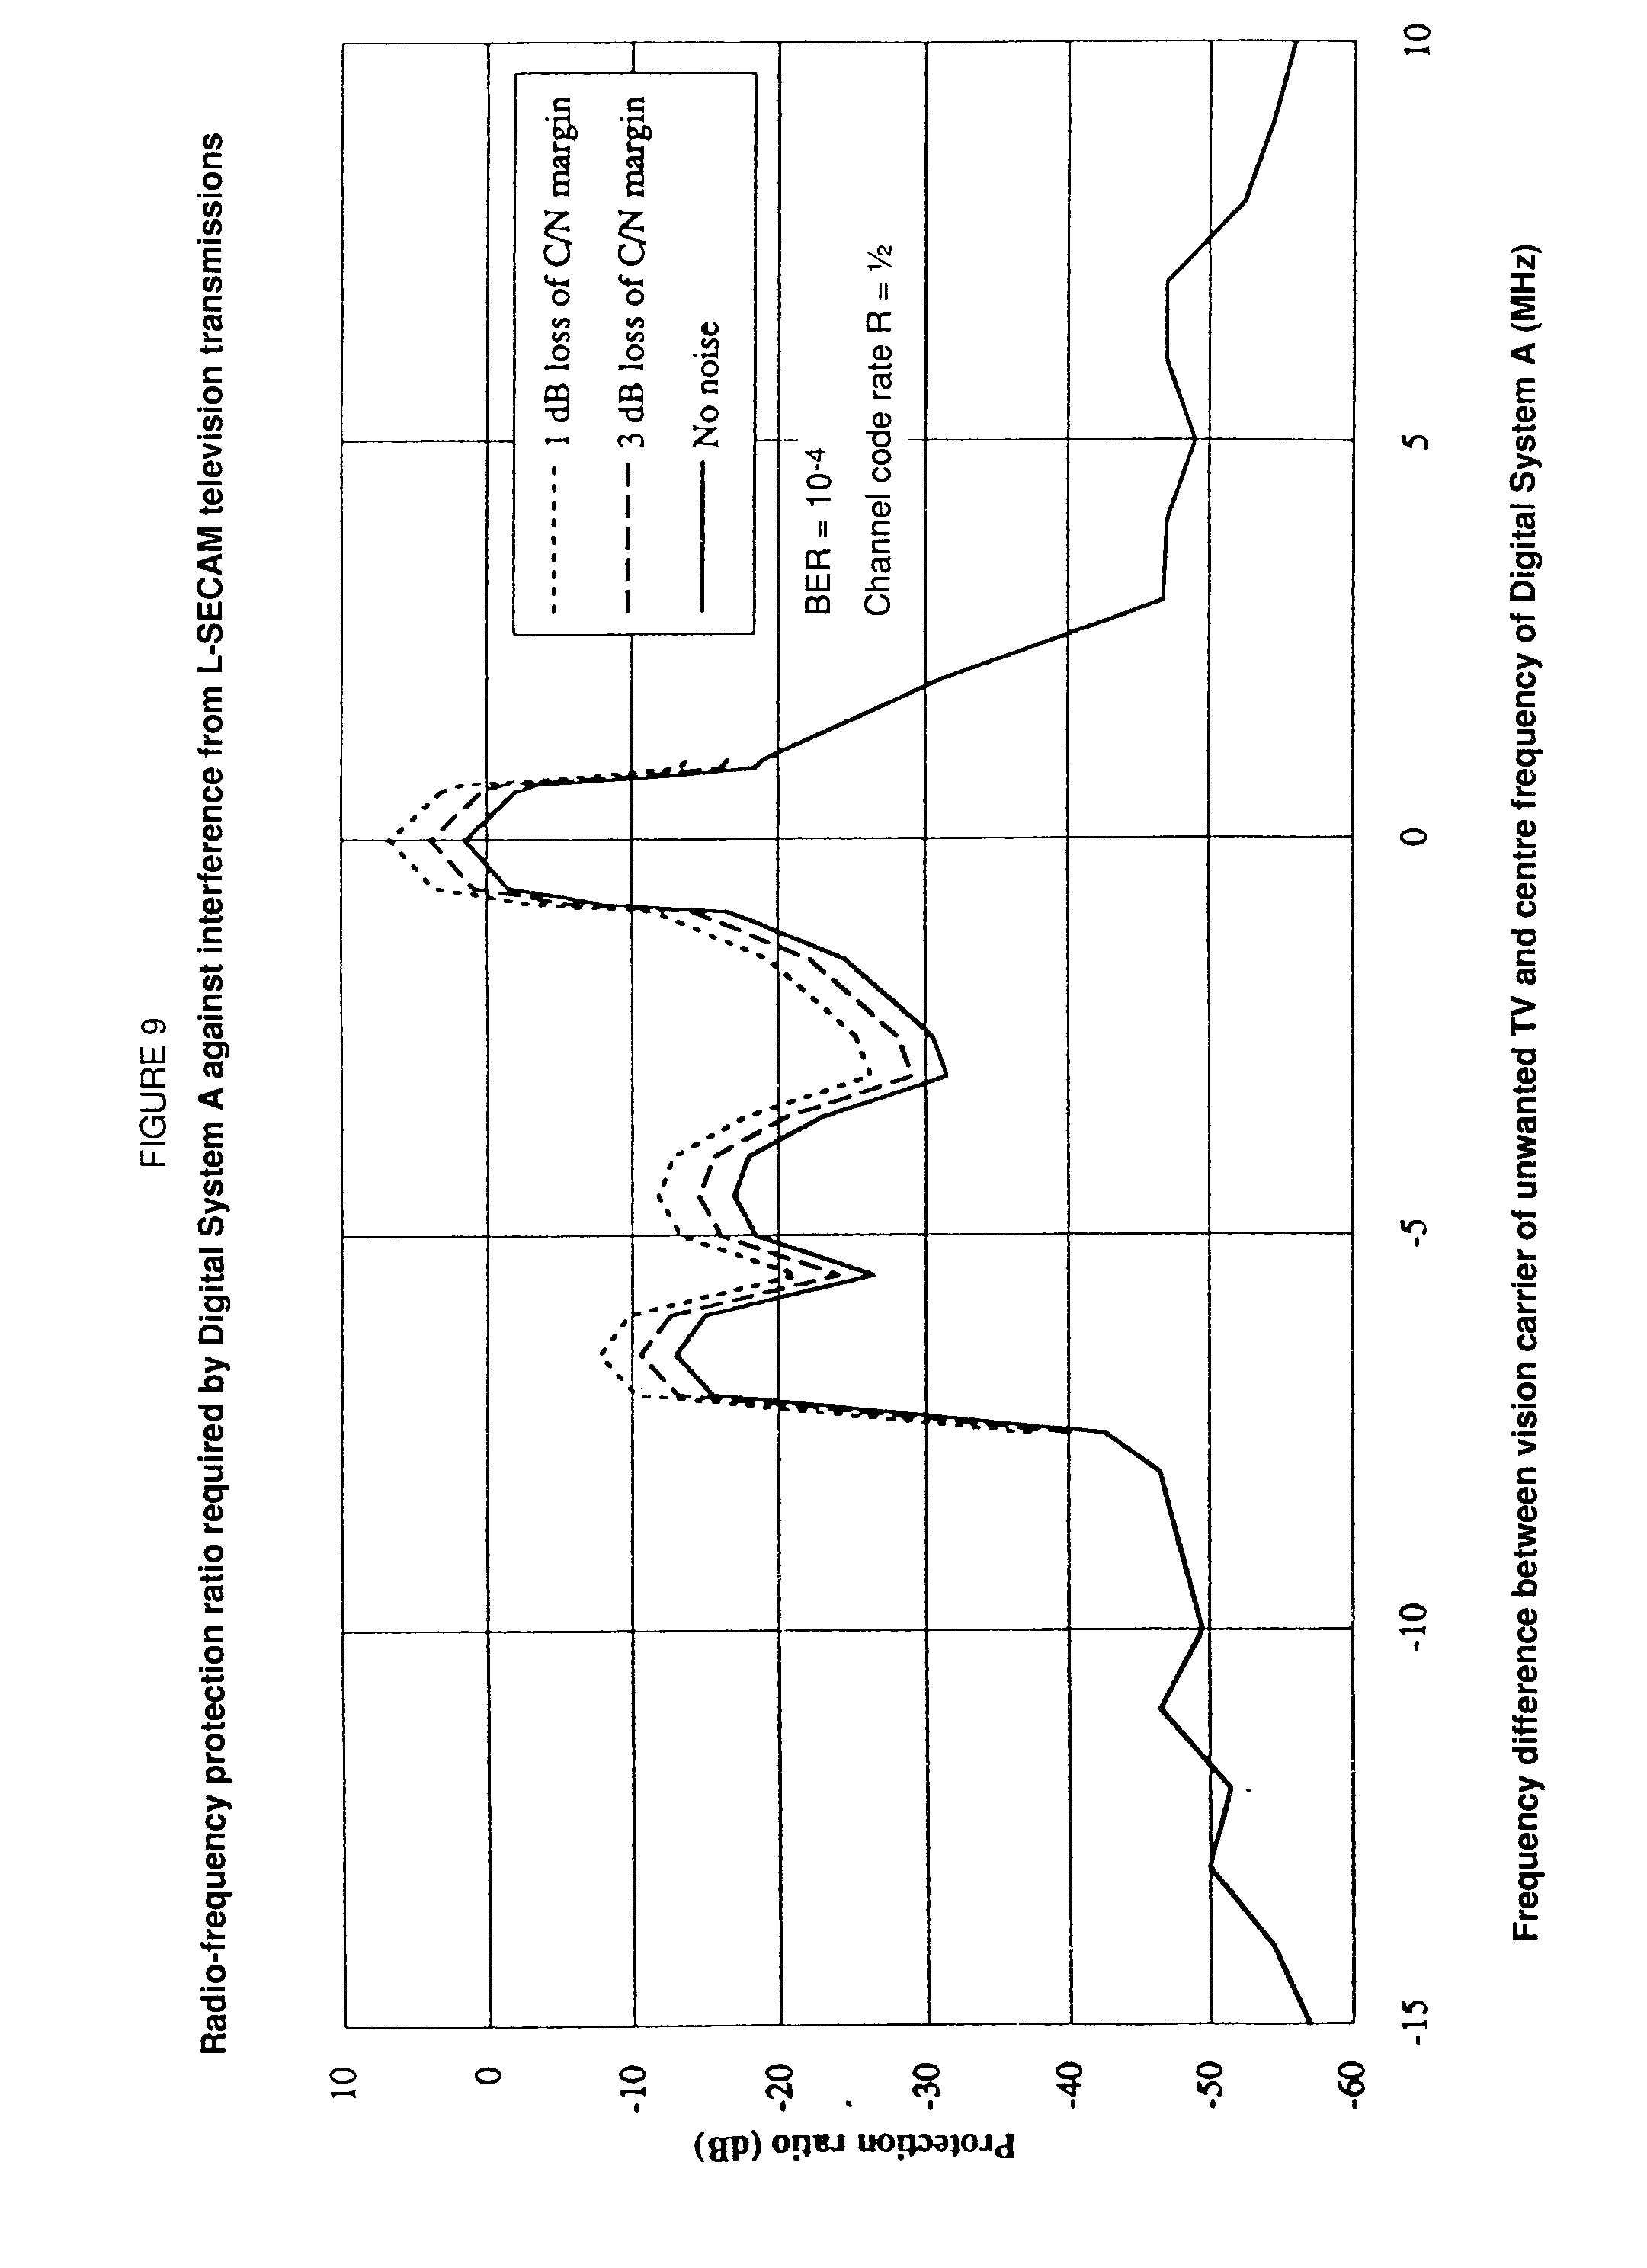 FIGURE 9
Radio-frequency protection ratio required by Digital System A against interference from L-SECAM television transmissions
Protection ratio (dB)
10
0
-10
-20
-30
-40
-50
-60
1 dB loss of C/N margin
3 dB loss of C/N margin
No noise
BER = 10-4
Channel code rate R = ½
-15
-10
-5
0
5
10
Frequency difference between vision carrier of unwanted TV and centre frequency of Digital System A (MHz)